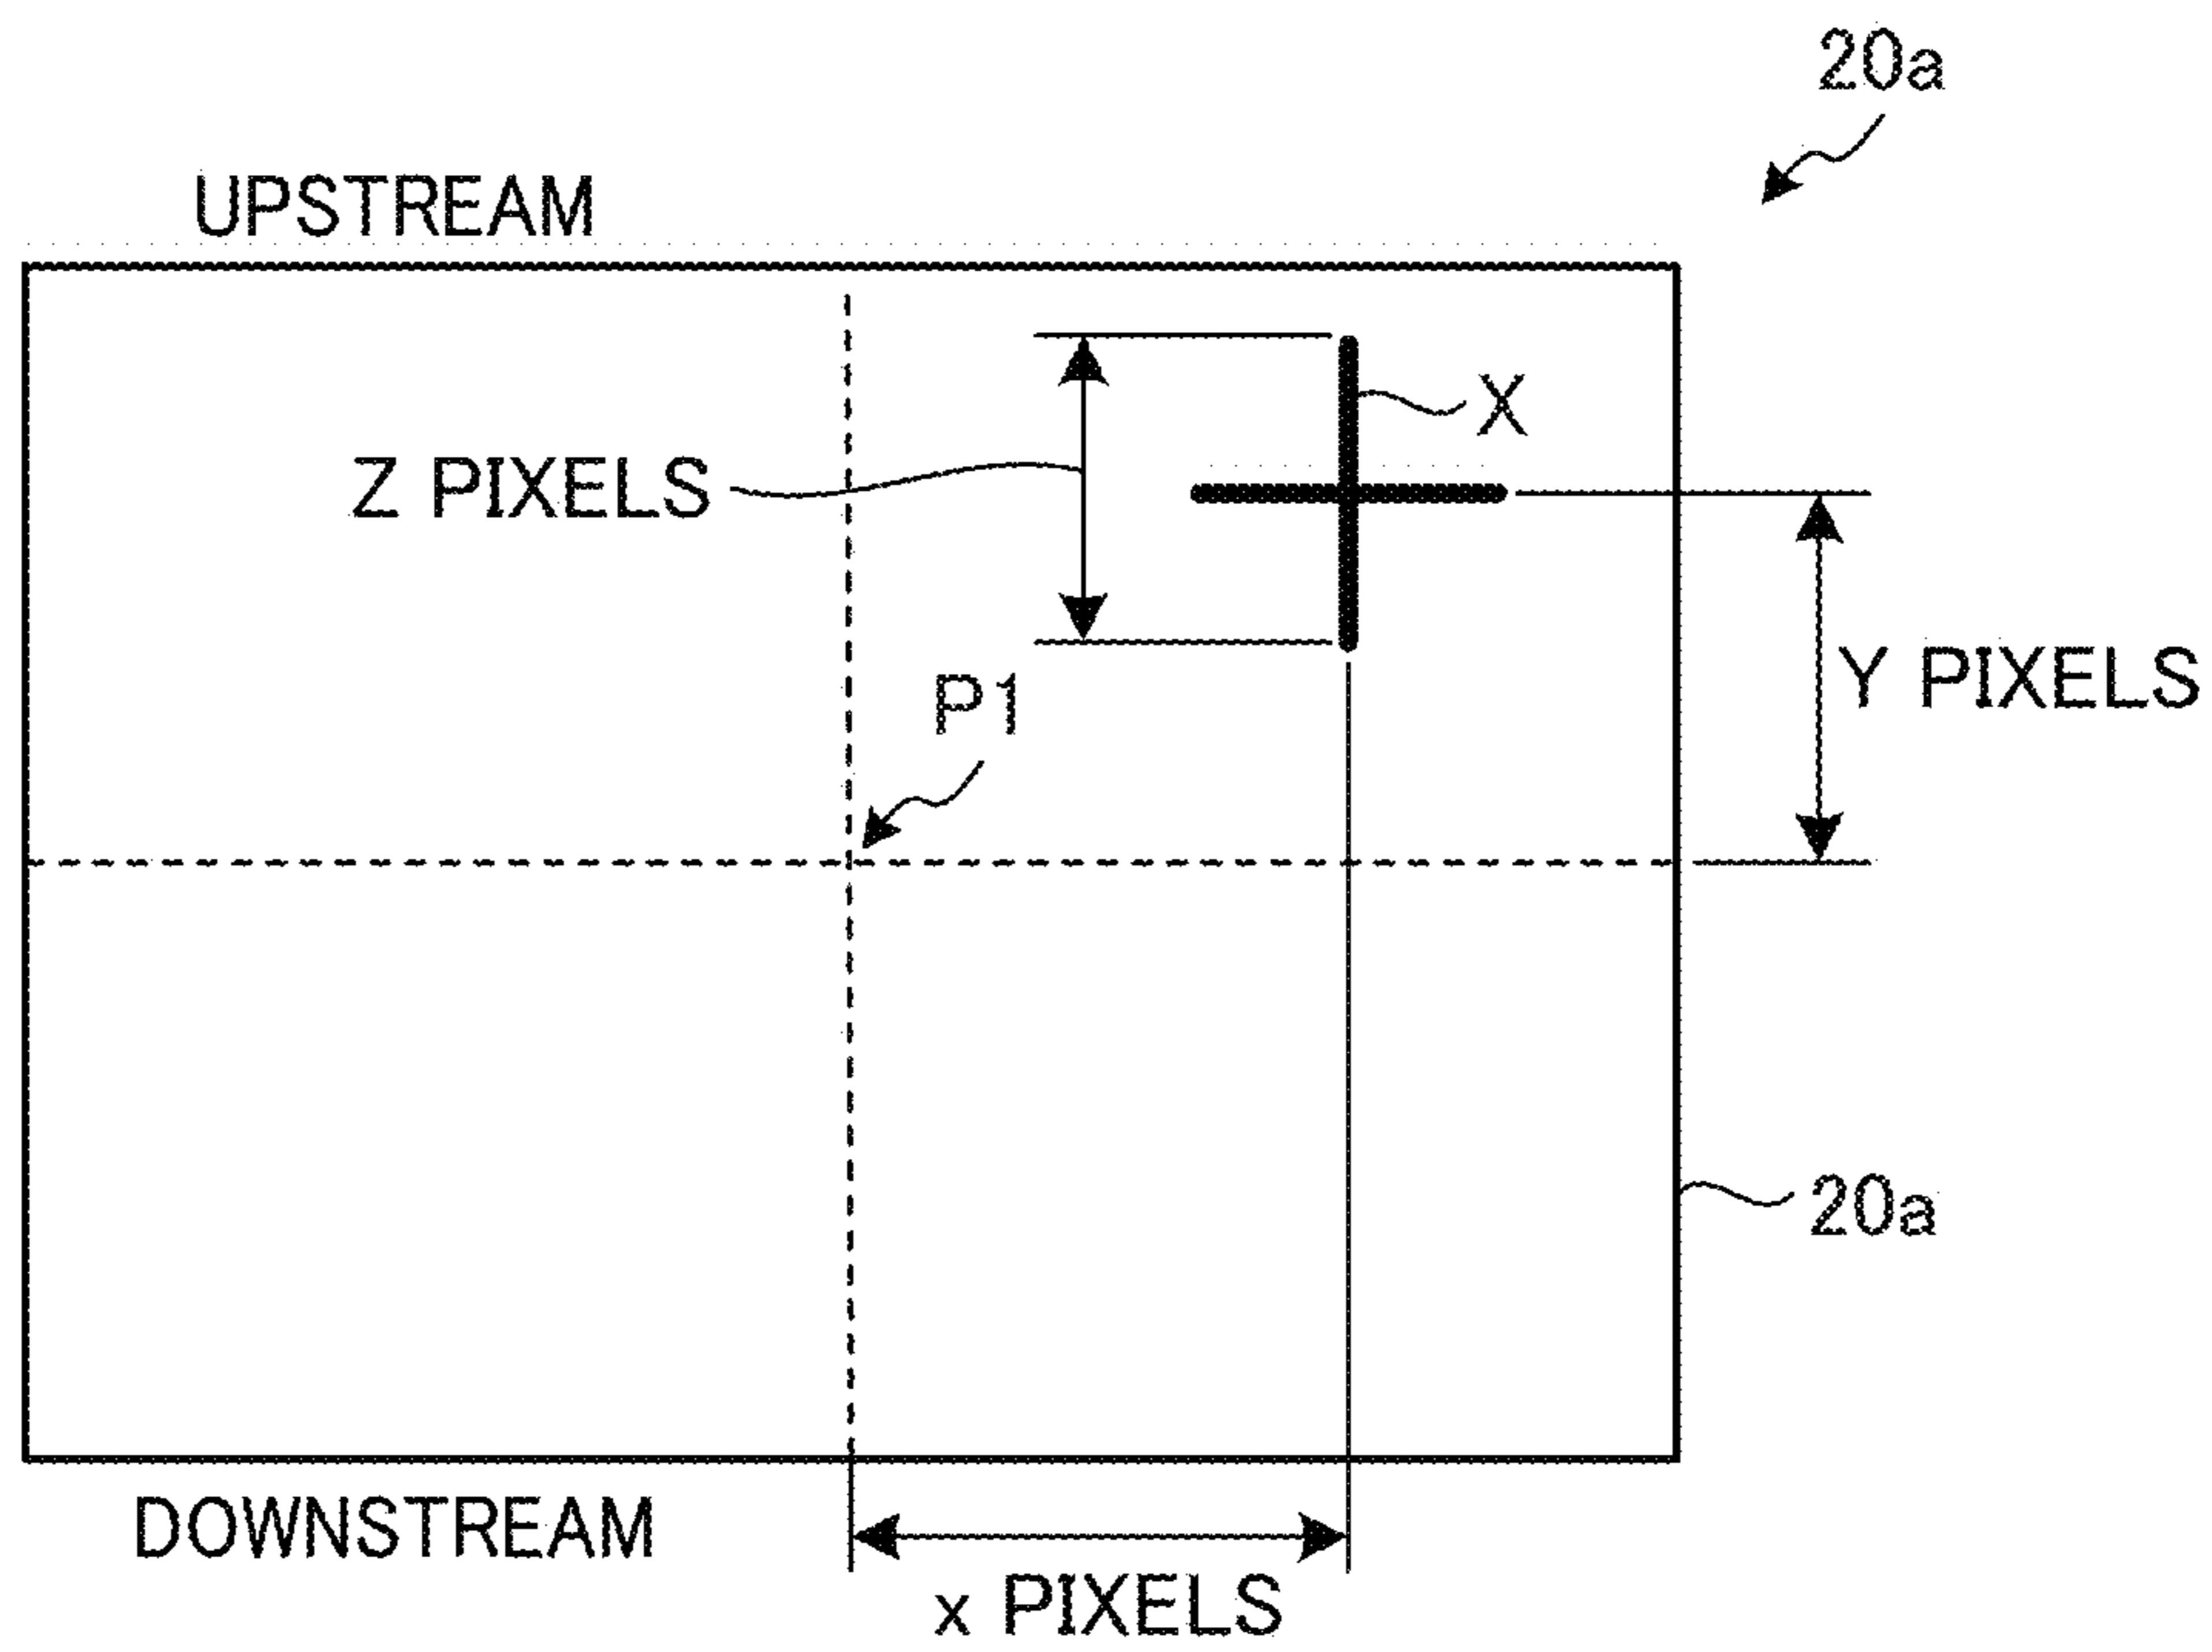 20a
UPSTREAM
X
Z PIXELS
Y PIXELS
P1
20a
DOWNSTREAM
x PIXELS